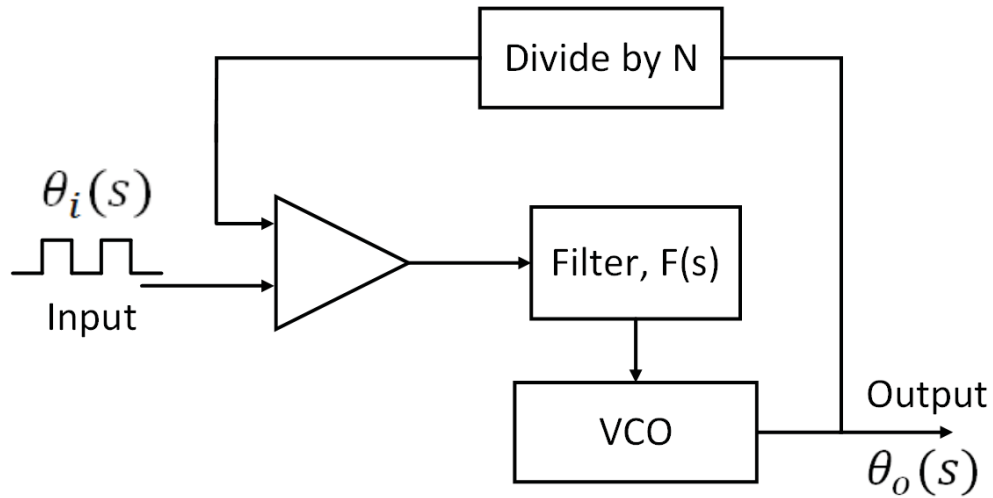 Divide by N
θᵢ(s)
Input
Filter, F(s)
VCO
Output
θₒ(s)